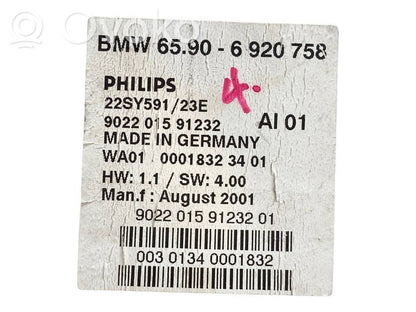 Ovoko
BMW 65.90 - 6 920 758
PHILIPS
4.
22SY591/23E
9022 015 91232 AI 01
MADE IN GERMANY
WA01 0001832 34 01
HW: 1.1 / SW: 4.00
Man.f : August 2001
9022 015 91232 01
003 0134 0001832